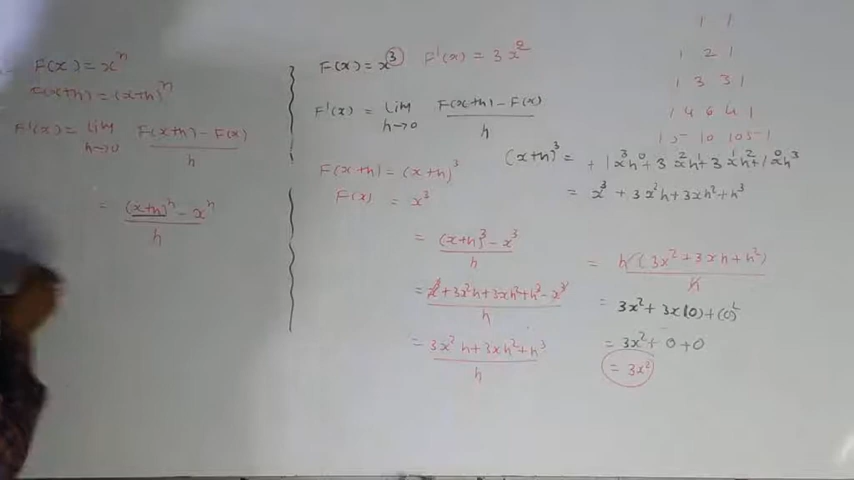 F(x) = xⁿ
F(x+h) = (x+h)ⁿ
F'(x) = lim h→0 F(x+h) - F(x) / h
= (x+h)ⁿ - xⁿ / h
F(x) = x³ F'(x) = 3x²
F'(x) = lim h→0 F(x+h) - F(x) / h
F(x+h) = (x+h)³
F(x) = x³
= (x+h)³ - x³ / h
= x³ + 3x²h + 3xh² + h³ - x³ / h
= 3x²h + 3xh² + h³ / h
1 1
1 2 1
1 3 3 1
1 4 6 4 1
1 5 10 10 5 1
(x+h)³ = + 1x³h⁰ + 3x²h¹ + 3x¹h² + 1x⁰h³
= x³ + 3x²h + 3xh² + h³
= h(3x² + 3xh + h²) / h
= 3x² + 3x(0) + (0)²
= 3x² + 0 + 0
= 3x²